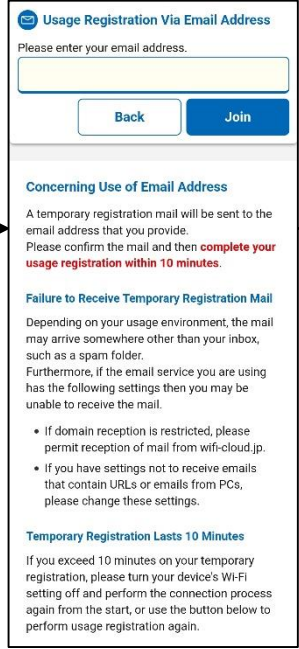 Usage Registration Via Email Address
Please enter your email address.
Back
Join
Concerning Use of Email Address
A temporary registration mail will be sent to the
email address that you provide.
Please confirm the mail and then complete your
usage registration within 10 minutes.
Failure to Receive Temporary Registration Mail
Depending on your usage environment, the mail
may arrive somewhere other than your inbox,
such as a spam folder.
Furthermore, if the email service you are using
has the following settings then you may be
unable to receive the mail.
• If domain reception is restricted, please
permit reception of mail from wifi-cloud.jp.
• If you have settings not to receive emails
that contain URLs or emails from PCs,
please change these settings.
Temporary Registration Lasts 10 Minutes
If you exceed 10 minutes on your temporary
registration, please turn your device's Wi-Fi
setting off and perform the connection process
again from the start, or use the button below to
perform usage registration again.